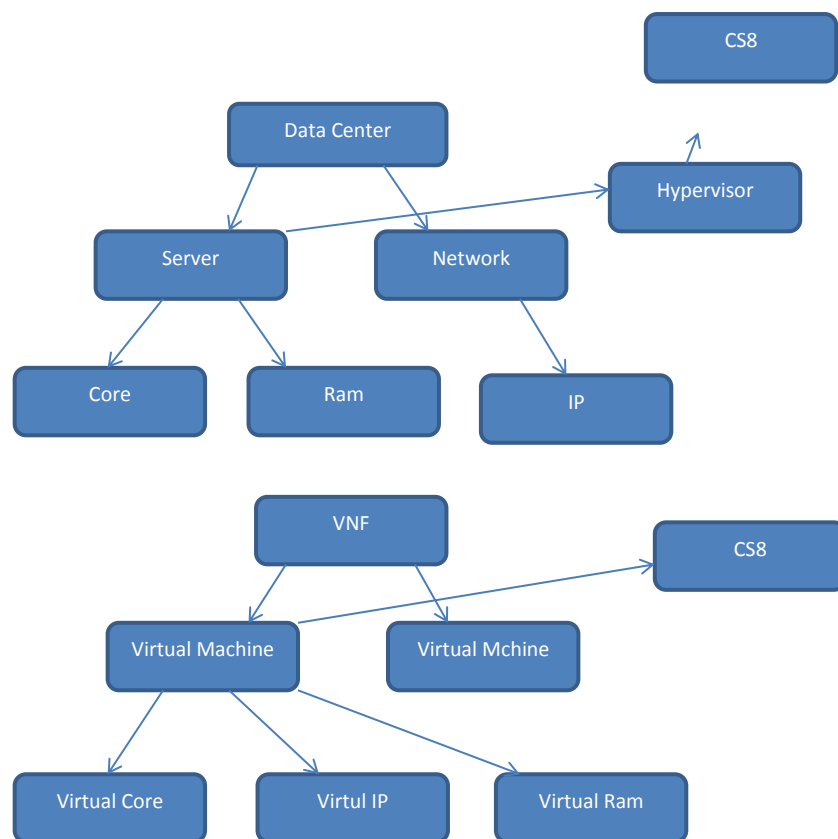 CS8
Data Center
Hypervisor
Server
Network
Core
Ram
IP
VNF
CS8
Virtual Machine
Virtual Mchine
Virtual Core
Virtul IP
Virtual Ram